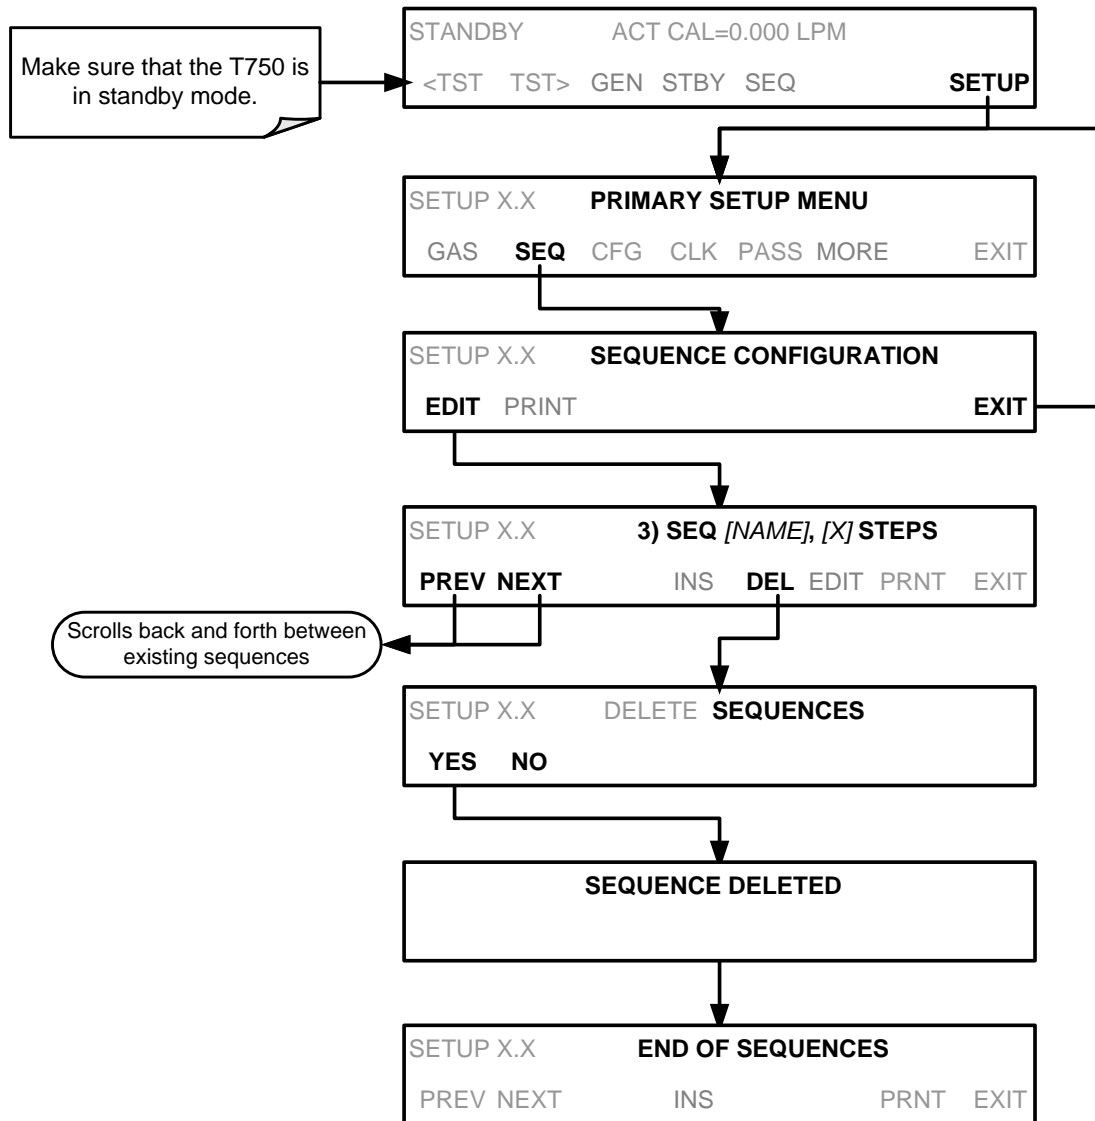 Make sure that the T750 is
in standby mode.
STANDBY ACT CAL=0.000 LPM
<TST TST> GEN STBY SEQ SETUP
SETUP X.X PRIMARY SETUP MENU
GAS SEQ CFG CLK PASS MORE EXIT
SETUP X.X SEQUENCE CONFIGURATION
EDIT PRINT EXIT
SETUP X.X 3) SEQ [NAME], [X] STEPS
PREV NEXT INS DEL EDIT PRNT EXIT
Scrolls back and forth between
existing sequences
SETUP X.X DELETE SEQUENCES
YES NO
SEQUENCE DELETED
SETUP X.X END OF SEQUENCES
PREV NEXT INS PRNT EXIT